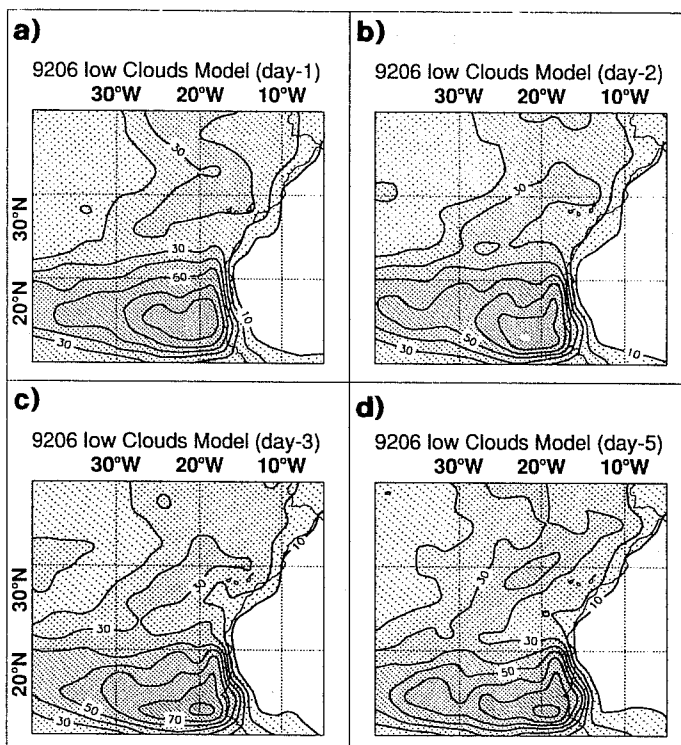 a)
9206 low Clouds Model (day-1)
30°W 20°W 10°W
30
30°N
30
60
20°N
10
30
b)
9206 low Clouds Model (day-2)
30°W 20°W 10°W
30
50
30
10
c)
9206 low Clouds Model (day-3)
30°W 20°W 10°W
10
30°N
30
30
20°N
50
30
70
d)
9206 low Clouds Model (day-5)
30°W 20°W 10°W
30
10
30
50
30